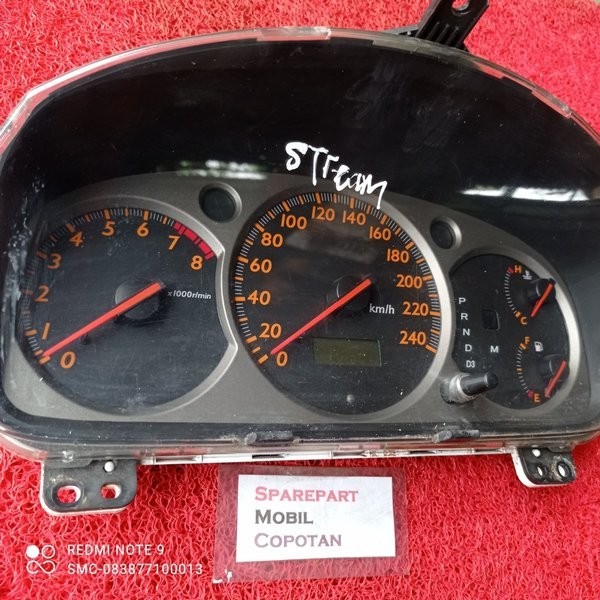 STream
0 1 2 3 4 5 6 7 8
x1000r/min
0 20 40 60 80 100 120 140 160 180 200 220 240
km/h
P
R
N
D M
D3
H
C
F
E
SPAREPART
MOBIL
COPOTAN
REDMI NOTE 9
SMC-083877100013